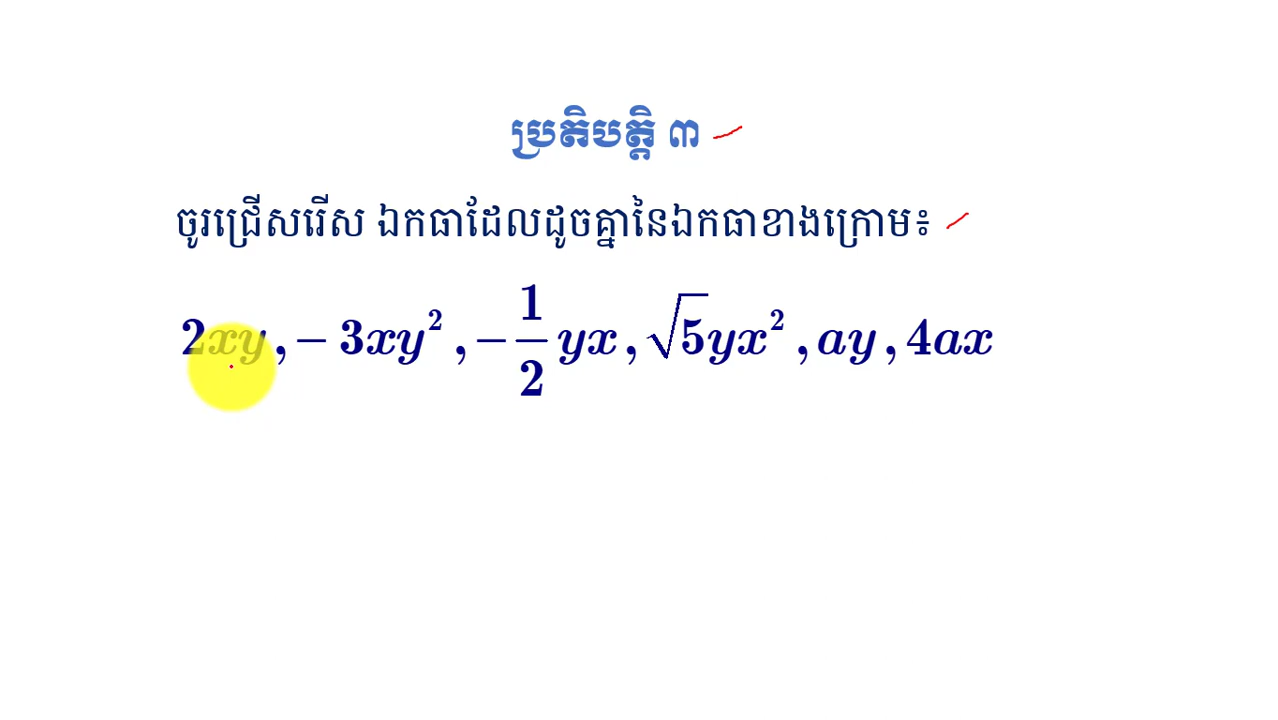 ប្រតិបត្តិ ៣
ចូរជ្រើសរើស ឯកធាដែលដូចគ្នានៃឯកធាខាងក្រោម៖
2xy, − 3xy², − 1/2 yx, √5yx², ay, 4ax